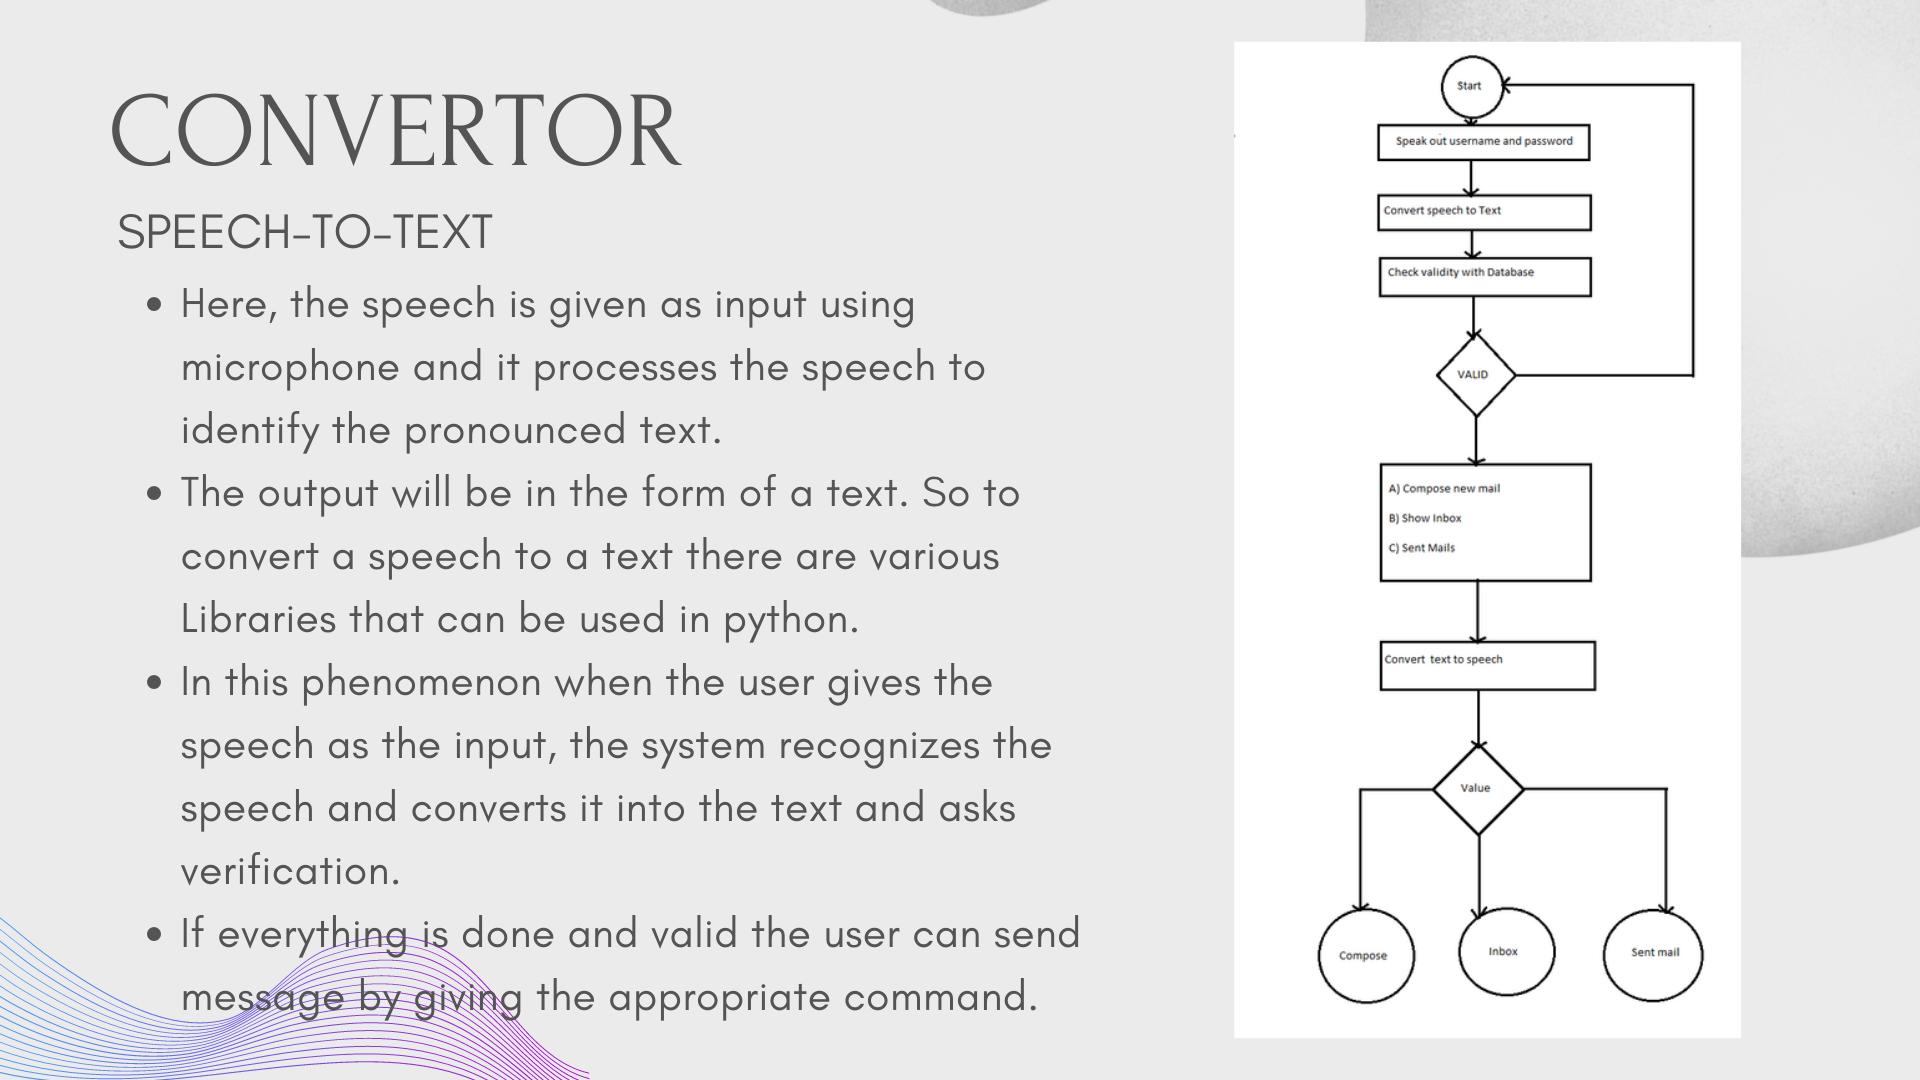 CONVERTOR
SPEECH-TO-TEXT
• Here, the speech is given as input using
microphone and it processes the speech to
identify the pronounced text.
• The output will be in the form of a text. So to
convert a speech to a text there are various
Libraries that can be used in python.
• In this phenomenon when the user gives the
speech as the input, the system recognizes the
speech and converts it into the text and asks
verification.
• If everything is done and valid the user can send
message by giving the appropriate command.
Start
Speak out username and password
Convert speech to Text
Check validity with Database
VALID
A) Compose new mail
B) Show Inbox
C) Sent Mails
Convert text to speech
Value
Compose
Inbox
Sent mail